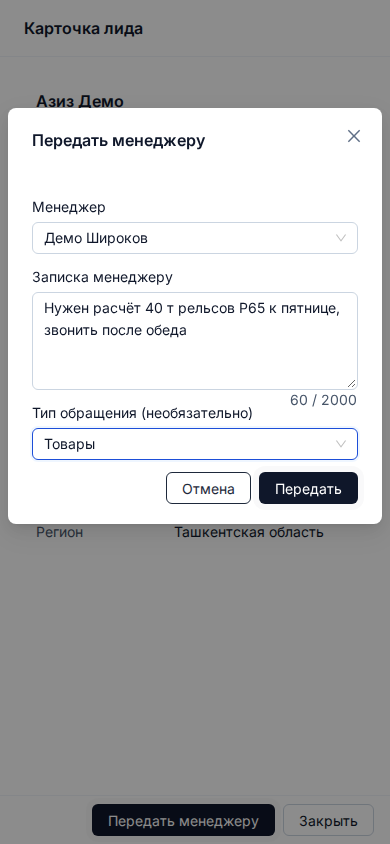 Карточка лида
Азиз Демо
Передать менеджеру
Менеджер
Демо Широков
Записка менеджеру
Нужен расчёт 40 т рельсов Р65 к пятнице,
звонить после обеда
60 / 2000
Тип обращения (необязательно)
Товары
Отмена
Передать
Регион
Ташкентская область
Передать менеджеру
Закрыть